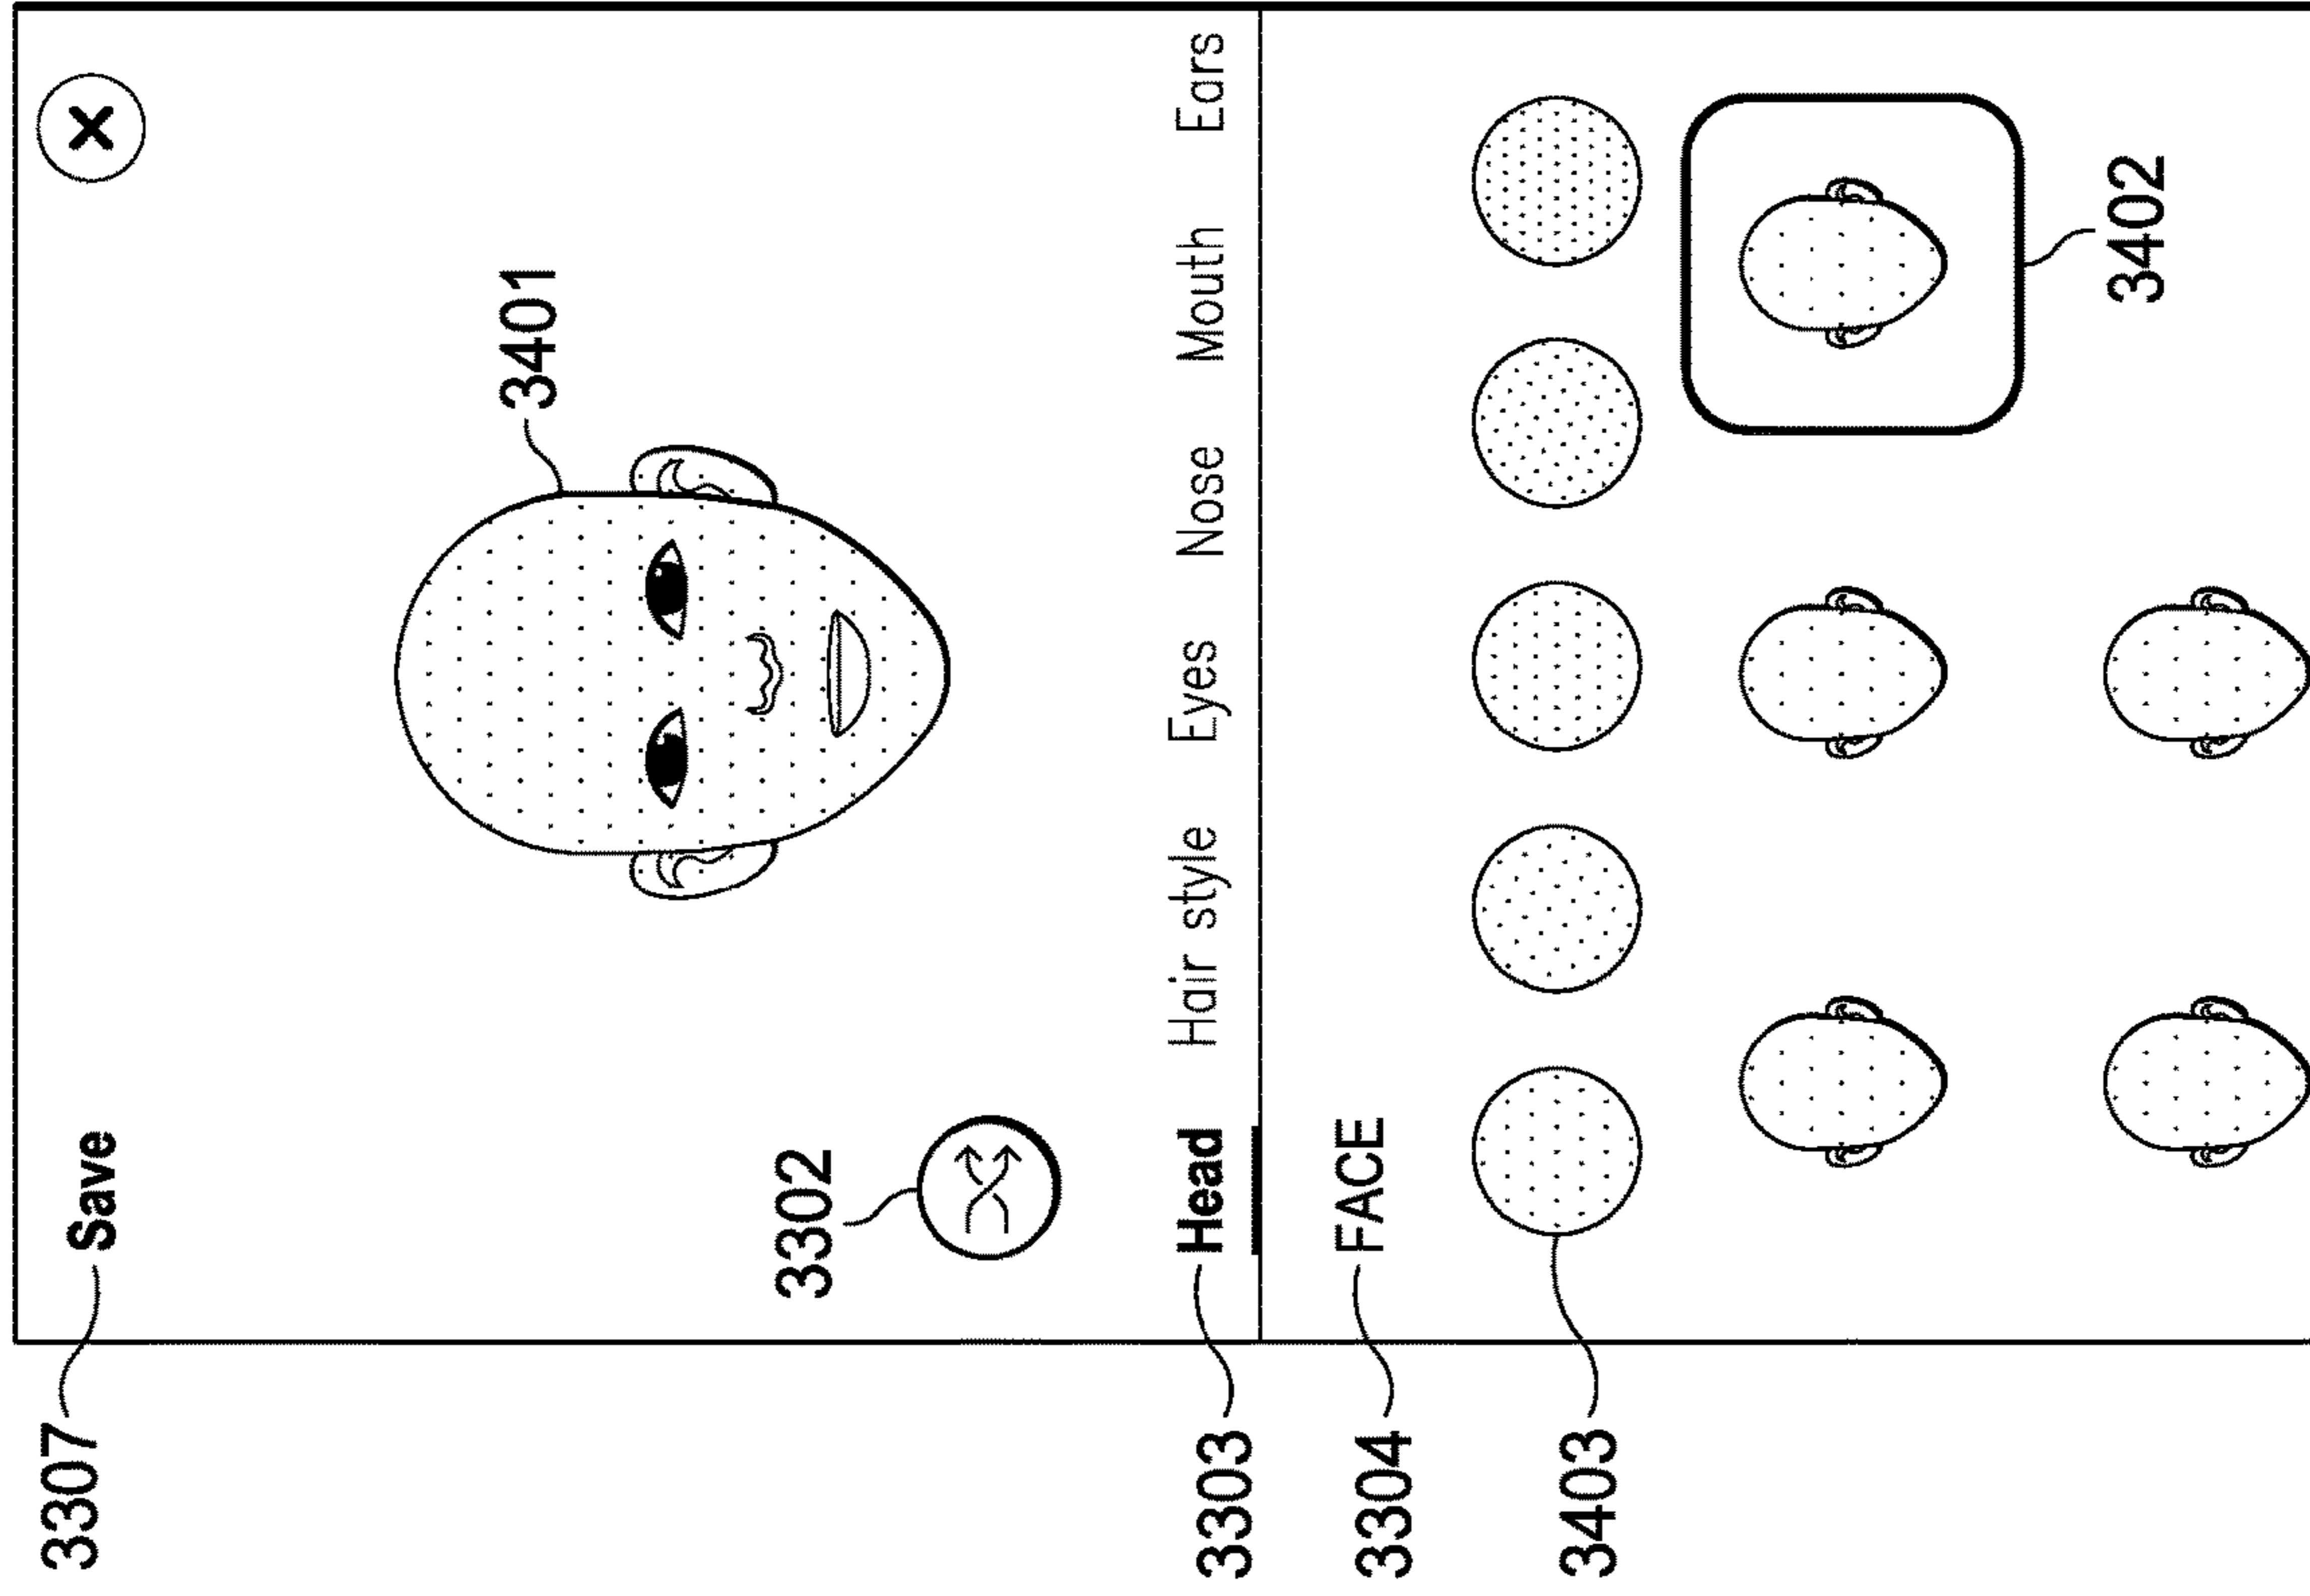 3307 Save X
3401
3302
3303 Head Hair style Eyes Nose Mouth Ears
3304 FACE
3403
3402